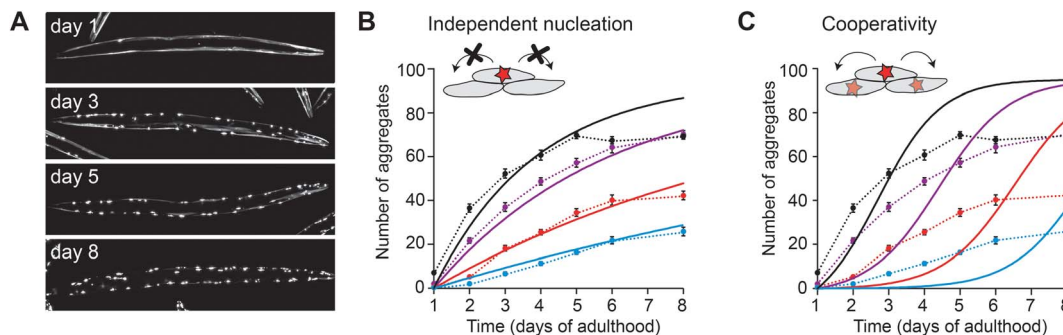 A
day 1
day 3
day 5
day 8
B
Independent nucleation
Number of aggregates
100
80
60
40
20
0
1 2 3 4 5 6 7 8
Time (days of adulthood)
C
Cooperativity
Number of aggregates
100
80
60
40
20
0
1 2 3 4 5 6 7 8
Time (days of adulthood)